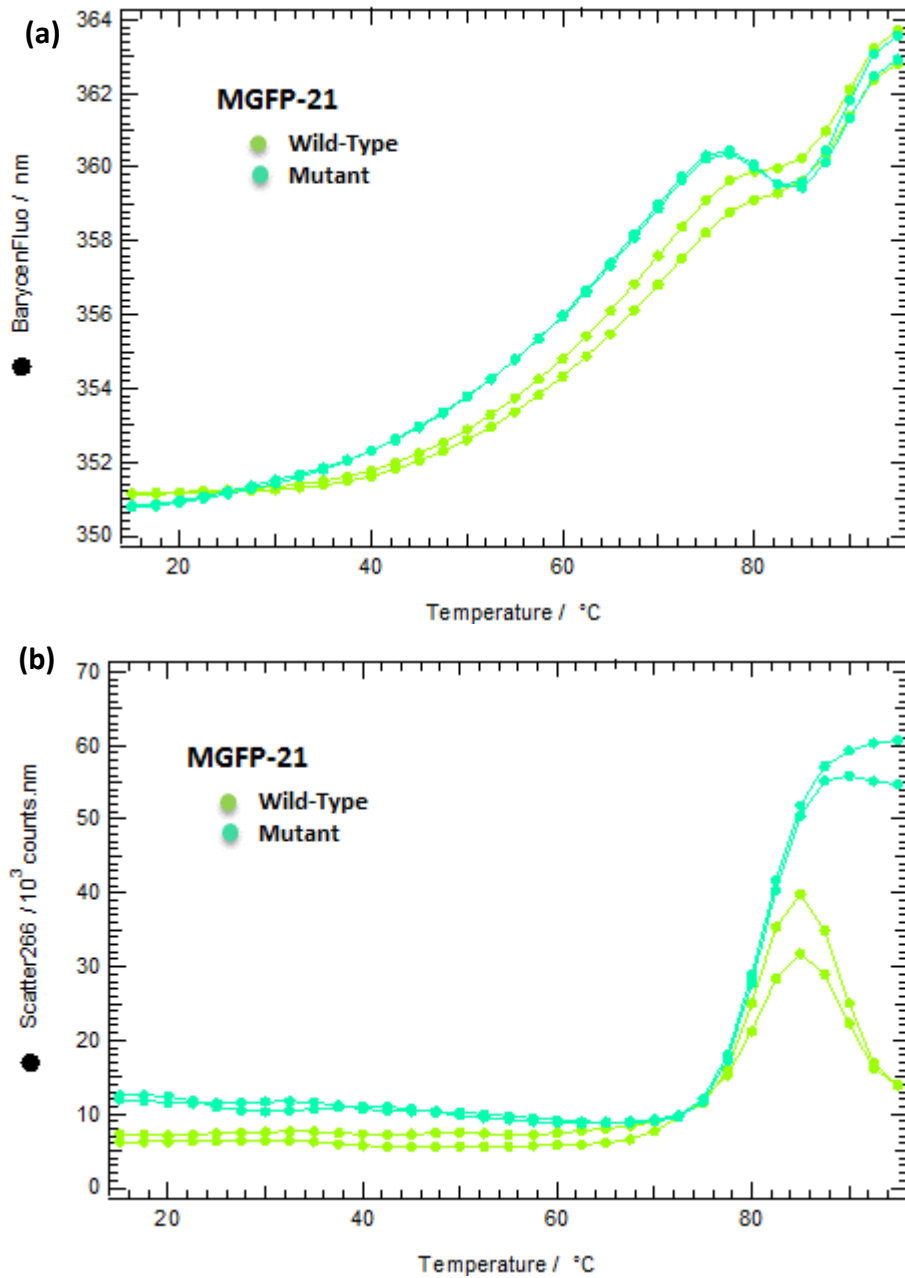 (a)
364
362
360
358
356
354
352
350
BarycenFluo / nm
MGFP-21
Wild-Type
Mutant
20 40 60 80
Temperature / °C
(b)
70
60
50
40
30
20
10
0
Scatter266 / 10³ counts.nm
MGFP-21
Wild-Type
Mutant
20 40 60 80
Temperature / °C